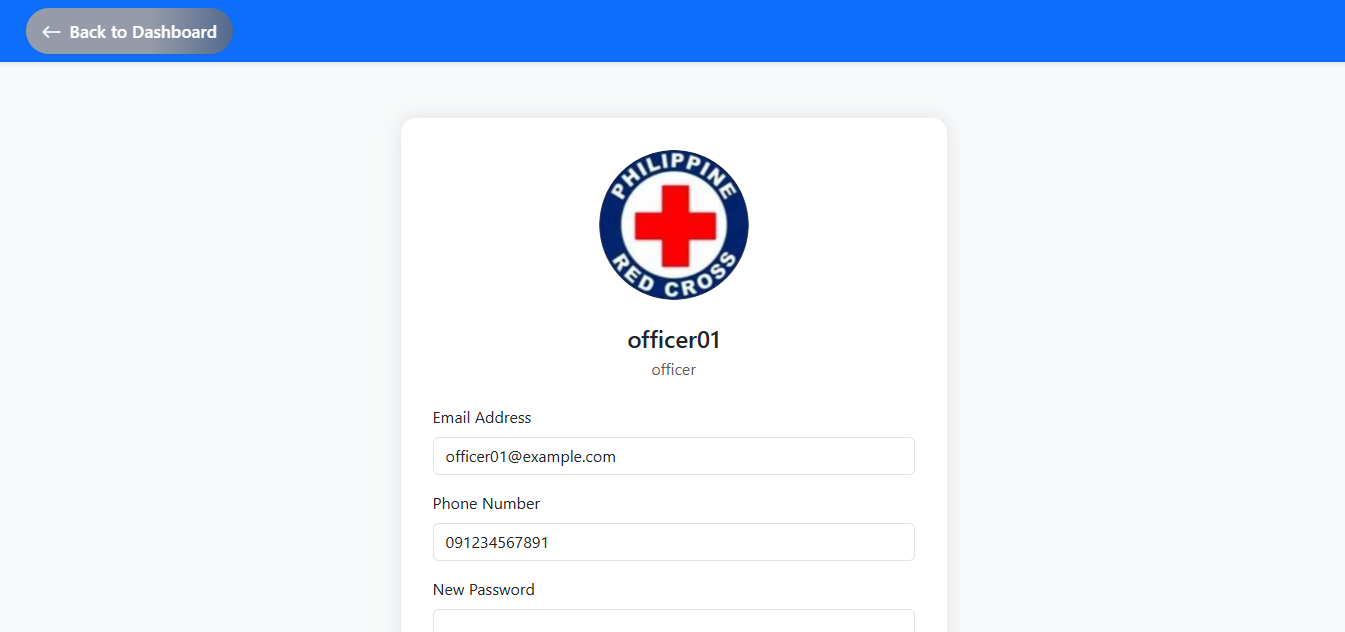 Back to Dashboard
PHILIPPINE
RED CROSS
officer01
officer
Email Address
officer01@example.com
Phone Number
091234567891
New Password